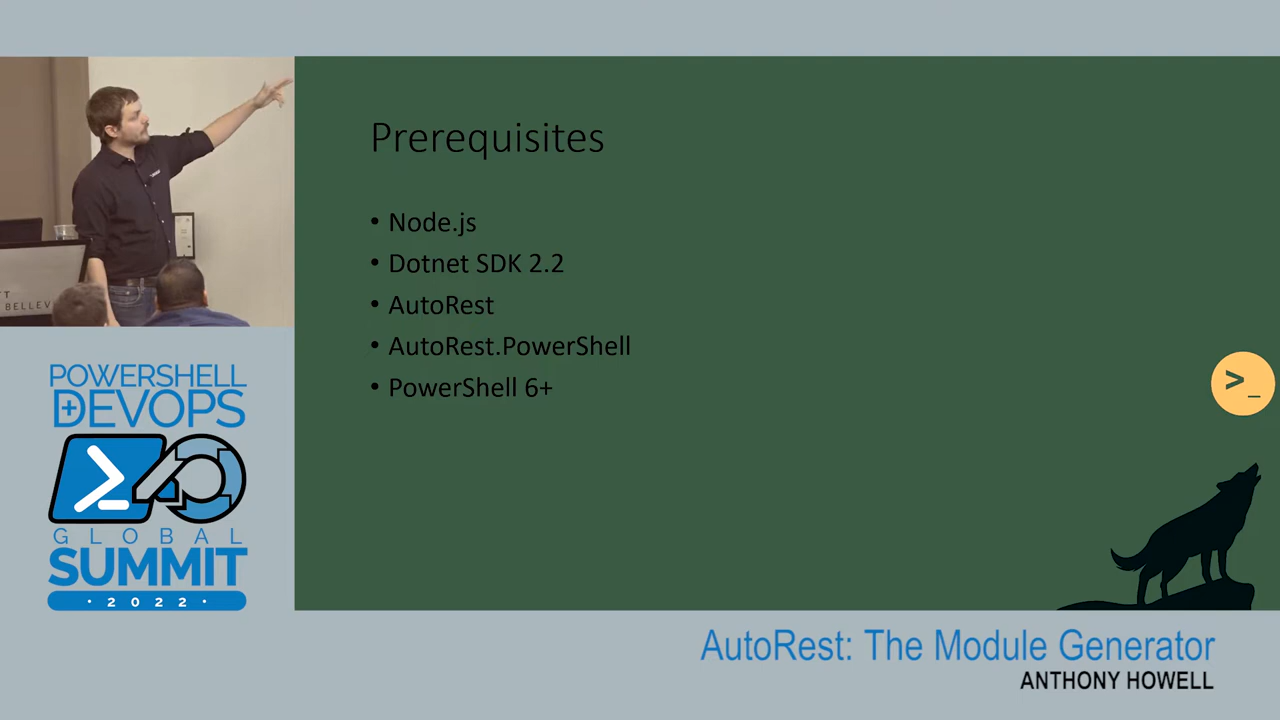 Prerequisites
• Node.js
• Dotnet SDK 2.2
• AutoRest
• AutoRest.PowerShell
• PowerShell 6+
>_
POWERSHELL
+ DEVOPS
GLOBAL
SUMMIT
· 2022 ·
AutoRest: The Module Generator
ANTHONY HOWELL